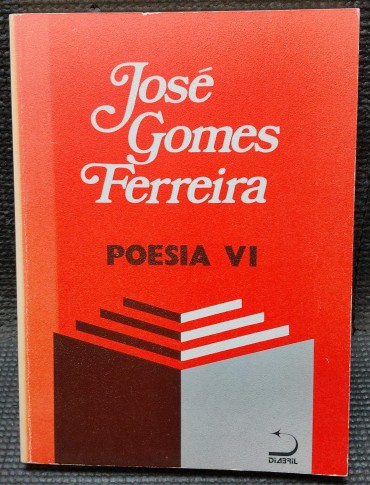 José
Gomes
Ferreira
POESIA VI
DIABRIL